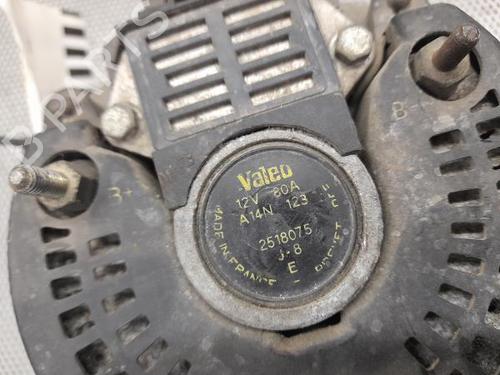 B+
B-
Valeo
12V 80A
A14N 123
2518075
J-8
E
MADE IN FRANCE